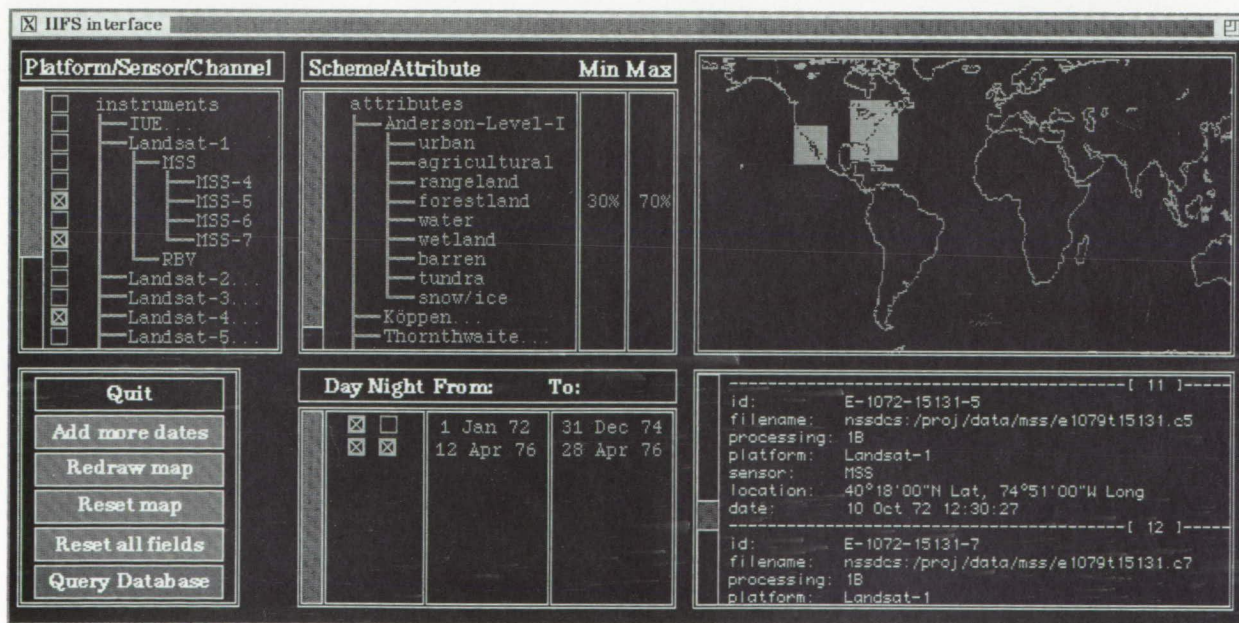 IIFS interface
Platform/Sensor/Channel
instruments
IUE...
Landsat-1
MSS
MSS-4
MSS-5
MSS-6
MSS-7
RBV
Landsat-2...
Landsat-3...
Landsat-4...
Landsat-5...
Scheme/Attribute Min Max
attributes
Anderson-Level-I
urban
agricultural
rangeland
forestland 30% 70%
water
wetland
barren
tundra
snow/ice
Köppen...
Thornthwaite...
Quit
Add more dates
Redraw map
Reset map
Reset all fields
Query Database
Day Night From: To:
1 Jan 72 31 Dec 74
12 Apr 76 28 Apr 76
----------------------------------------[ 11 ]-----
id: E-1072-15131-5
filename: nssdcs:/proj/data/mss/e1079t15131.c5
processing: 1B
platform: Landsat-1
sensor: MSS
location: 40°18'00"N Lat, 74°51'00"W Long
date: 10 Oct 72 12:30:27
----------------------------------------[ 12 ]-----
id: E-1072-15131-7
filename: nssdcs:/proj/data/mss/e1079t15131.c7
processing: 1B
platform: Landsat-1